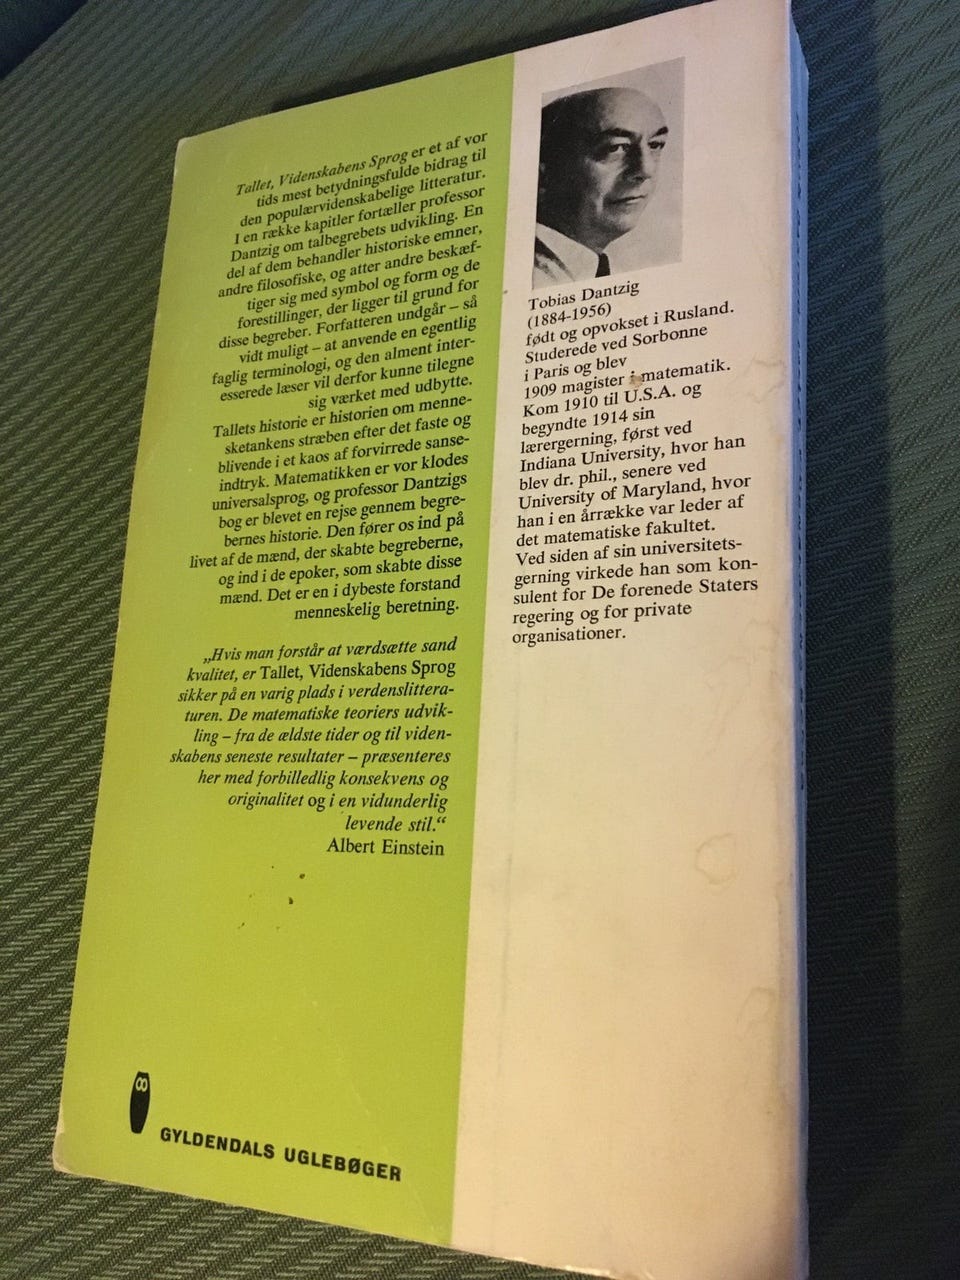 Tallet, Videnskabens Sprog er et af vor
tids mest betydningsfulde bidrag til
den populærvidenskabelige litteratur.
I en række kapitler fortæller professor
Dantzig om talbegrebets udvikling. En
del af dem behandler historiske emner,
andre filosofiske, og atter andre beskæf-
tiger sig med symbol og form og de
forestillinger, der ligger til grund for
disse begreber. Forfatteren undgår – så
vidt muligt – at anvende en egentlig
faglig terminologi, og den alment inter-
esserede læser vil derfor kunne tilegne
sig værket med udbytte.
Tallets historie er historien om menne-
sketankens stræben efter det faste og
blivende i et kaos af forvirrede sanse-
indtryk. Matematikken er vor klodes
universalsprog, og professor Dantzigs
bog er blevet en rejse gennem begre-
bernes historie. Den fører os ind på
livet af de mænd, der skabte begreberne,
og ind i de epoker, som skabte disse
mænd. Det er en i dybeste forstand
menneskelig beretning.
„Hvis man forstår at værdsætte sand
kvalitet, er Tallet, Videnskabens Sprog
sikker på en varig plads i verdenslittera-
turen. De matematiske teoriers udvik-
ling – fra de ældste tider og til viden-
skabens seneste resultater – præsenteres
her med forbilledlig konsekvens og
originalitet og i en vidunderlig
levende stil.“
Albert Einstein
GYLDENDALS UGLEBØGER
Tobias Dantzig
(1884-1956)
født og opvokset i Rusland.
Studerede ved Sorbonne
i Paris og blev
1909 magister i matematik.
Kom 1910 til U.S.A. og
begyndte 1914 sin
lærergerning, først ved
Indiana University, hvor han
blev dr. phil., senere ved
University of Maryland, hvor
han i en årrække var leder af
det matematiske fakultet.
Ved siden af sin universitets-
gerning virkede han som kon-
sulent for De forenede Staters
regering og for private
organisationer.